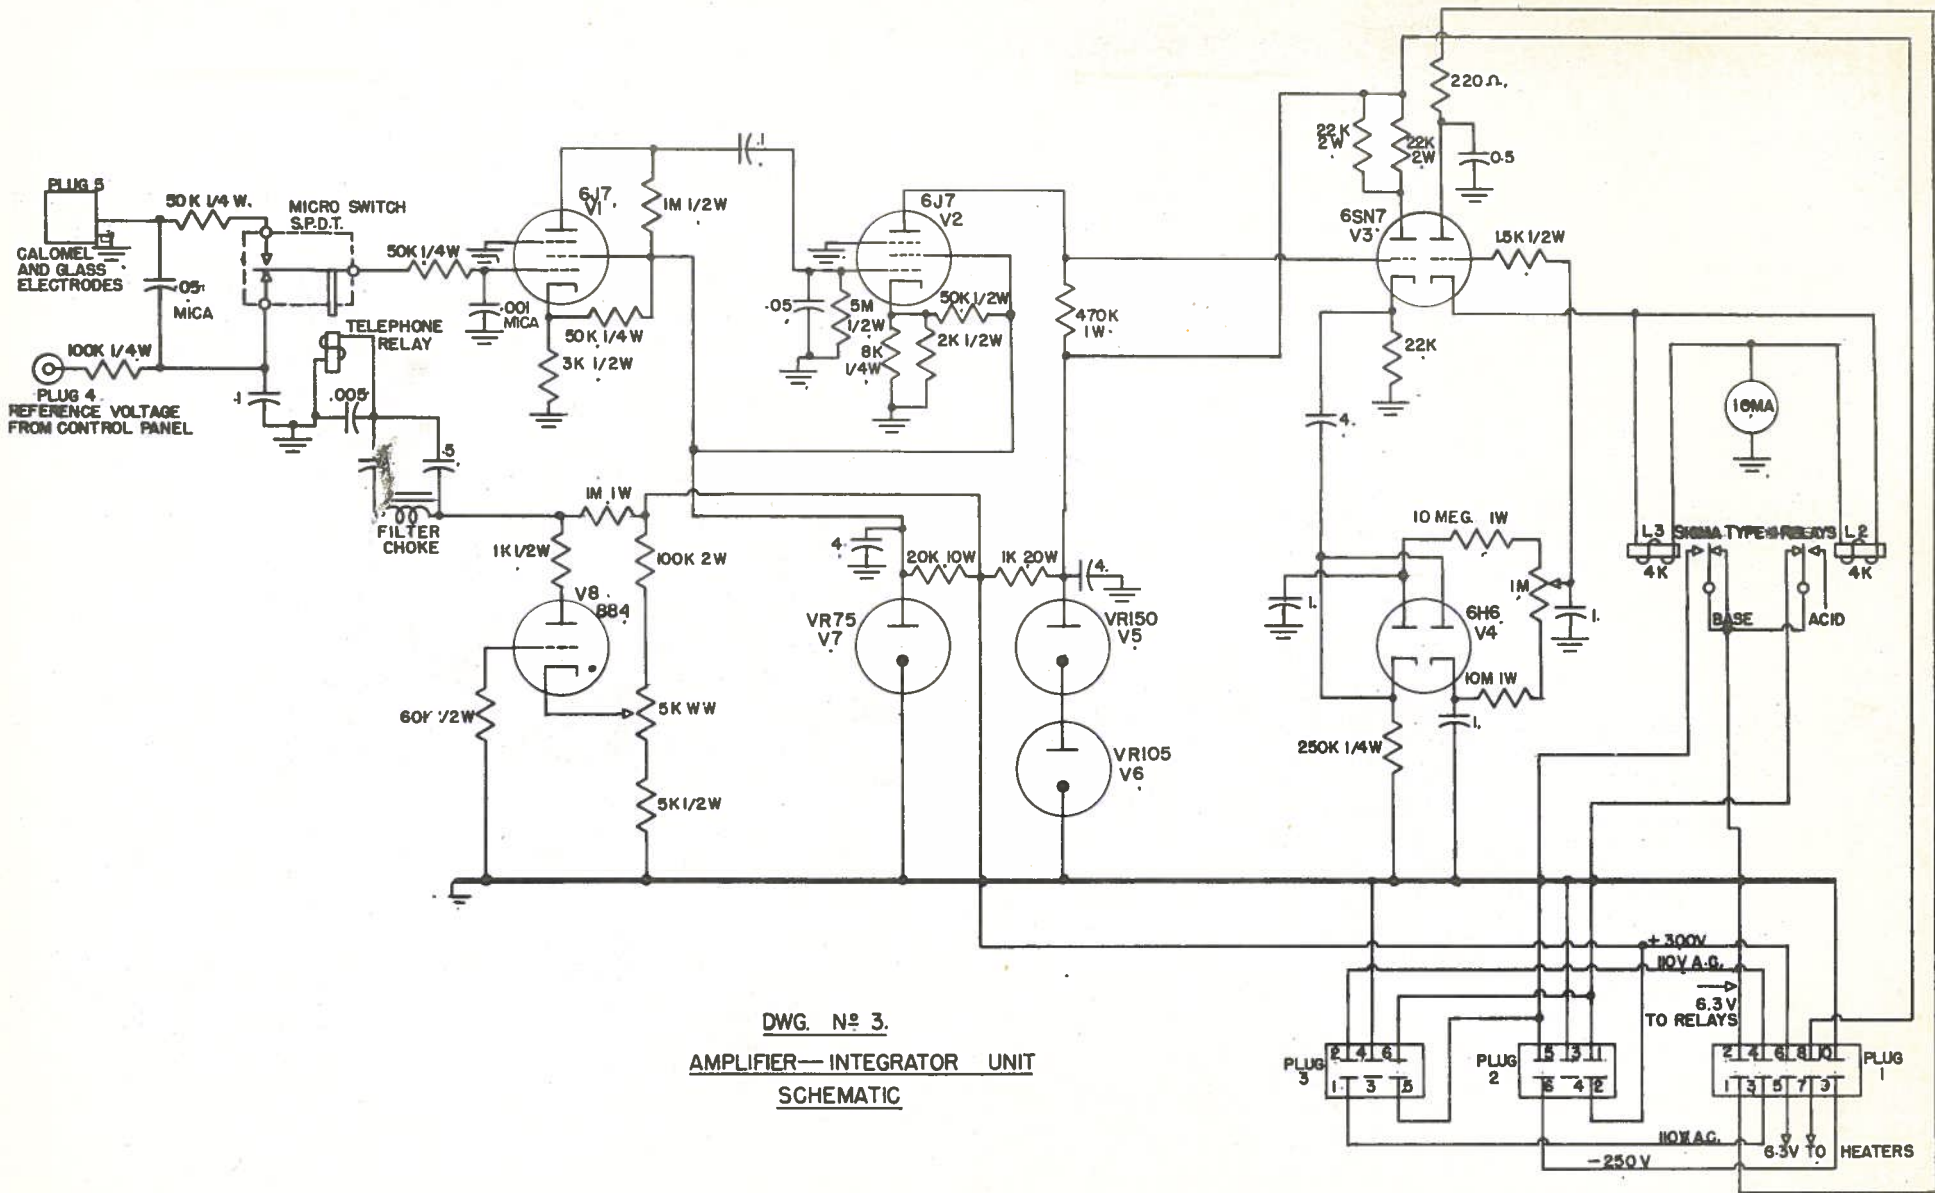 PLUG 5
50K 1/4 W.
MICRO SWITCH
S.P.D.T.
CALOMEL
AND GLASS
ELECTRODES
.05
MICA
TELEPHONE
RELAY
100K 1/4W
PLUG 4
REFERENCE VOLTAGE
FROM CONTROL PANEL
.1
.005
.5
FILTER
CHOKE
50K 1/4W
.001
MICA
6J7
V1
1M 1/2W
50K 1/4W
3K 1/2W
.1
6J7
V2
.05
5M
1/2W
8K
1/4W
50K 1/2W
2K 1/2W
470K
1W
22K
2W
22K
2W
220Ω
0.5
6SN7
V3
15K 1/2W
22K
4.
10MA
1M 1W
1K 1/2W
100K 2W
V8
884
5K WW
5K 1/2W
4.
20K 10W
1K 20W
4.
VR75
V7
VR150
V5
VR105
V6
10 MEG. 1W
1M
1.
1.
6H6
V4
10M 1W
1.
250K 1/4W
L3
SIGMA TYPE RELAYS
L2
4K
4K
BASE
ACID
+300V
110V A.C.
6.3V
TO RELAYS
PLUG
3
2 4 6
1 3 5
PLUG
2
5 3
6 4 2
2 4 6 8 10
1 3 5 7 9
PLUG
1
110V A.C.
6.3V TO HEATERS
-250V
DWG. Nº 3.
AMPLIFIER—INTEGRATOR UNIT
SCHEMATIC